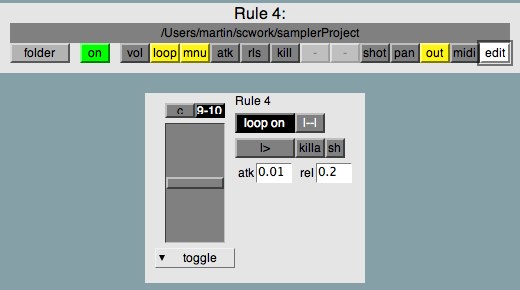 Rule 4:
/Users/martin/scwork/samplerProject
folder on vol loop mnu atk rls kill - - shot pan out midi edit
Rule 4
c 9-10
loop on |--|
|> killa sh
atk 0.01 rel 0.2
▼ toggle